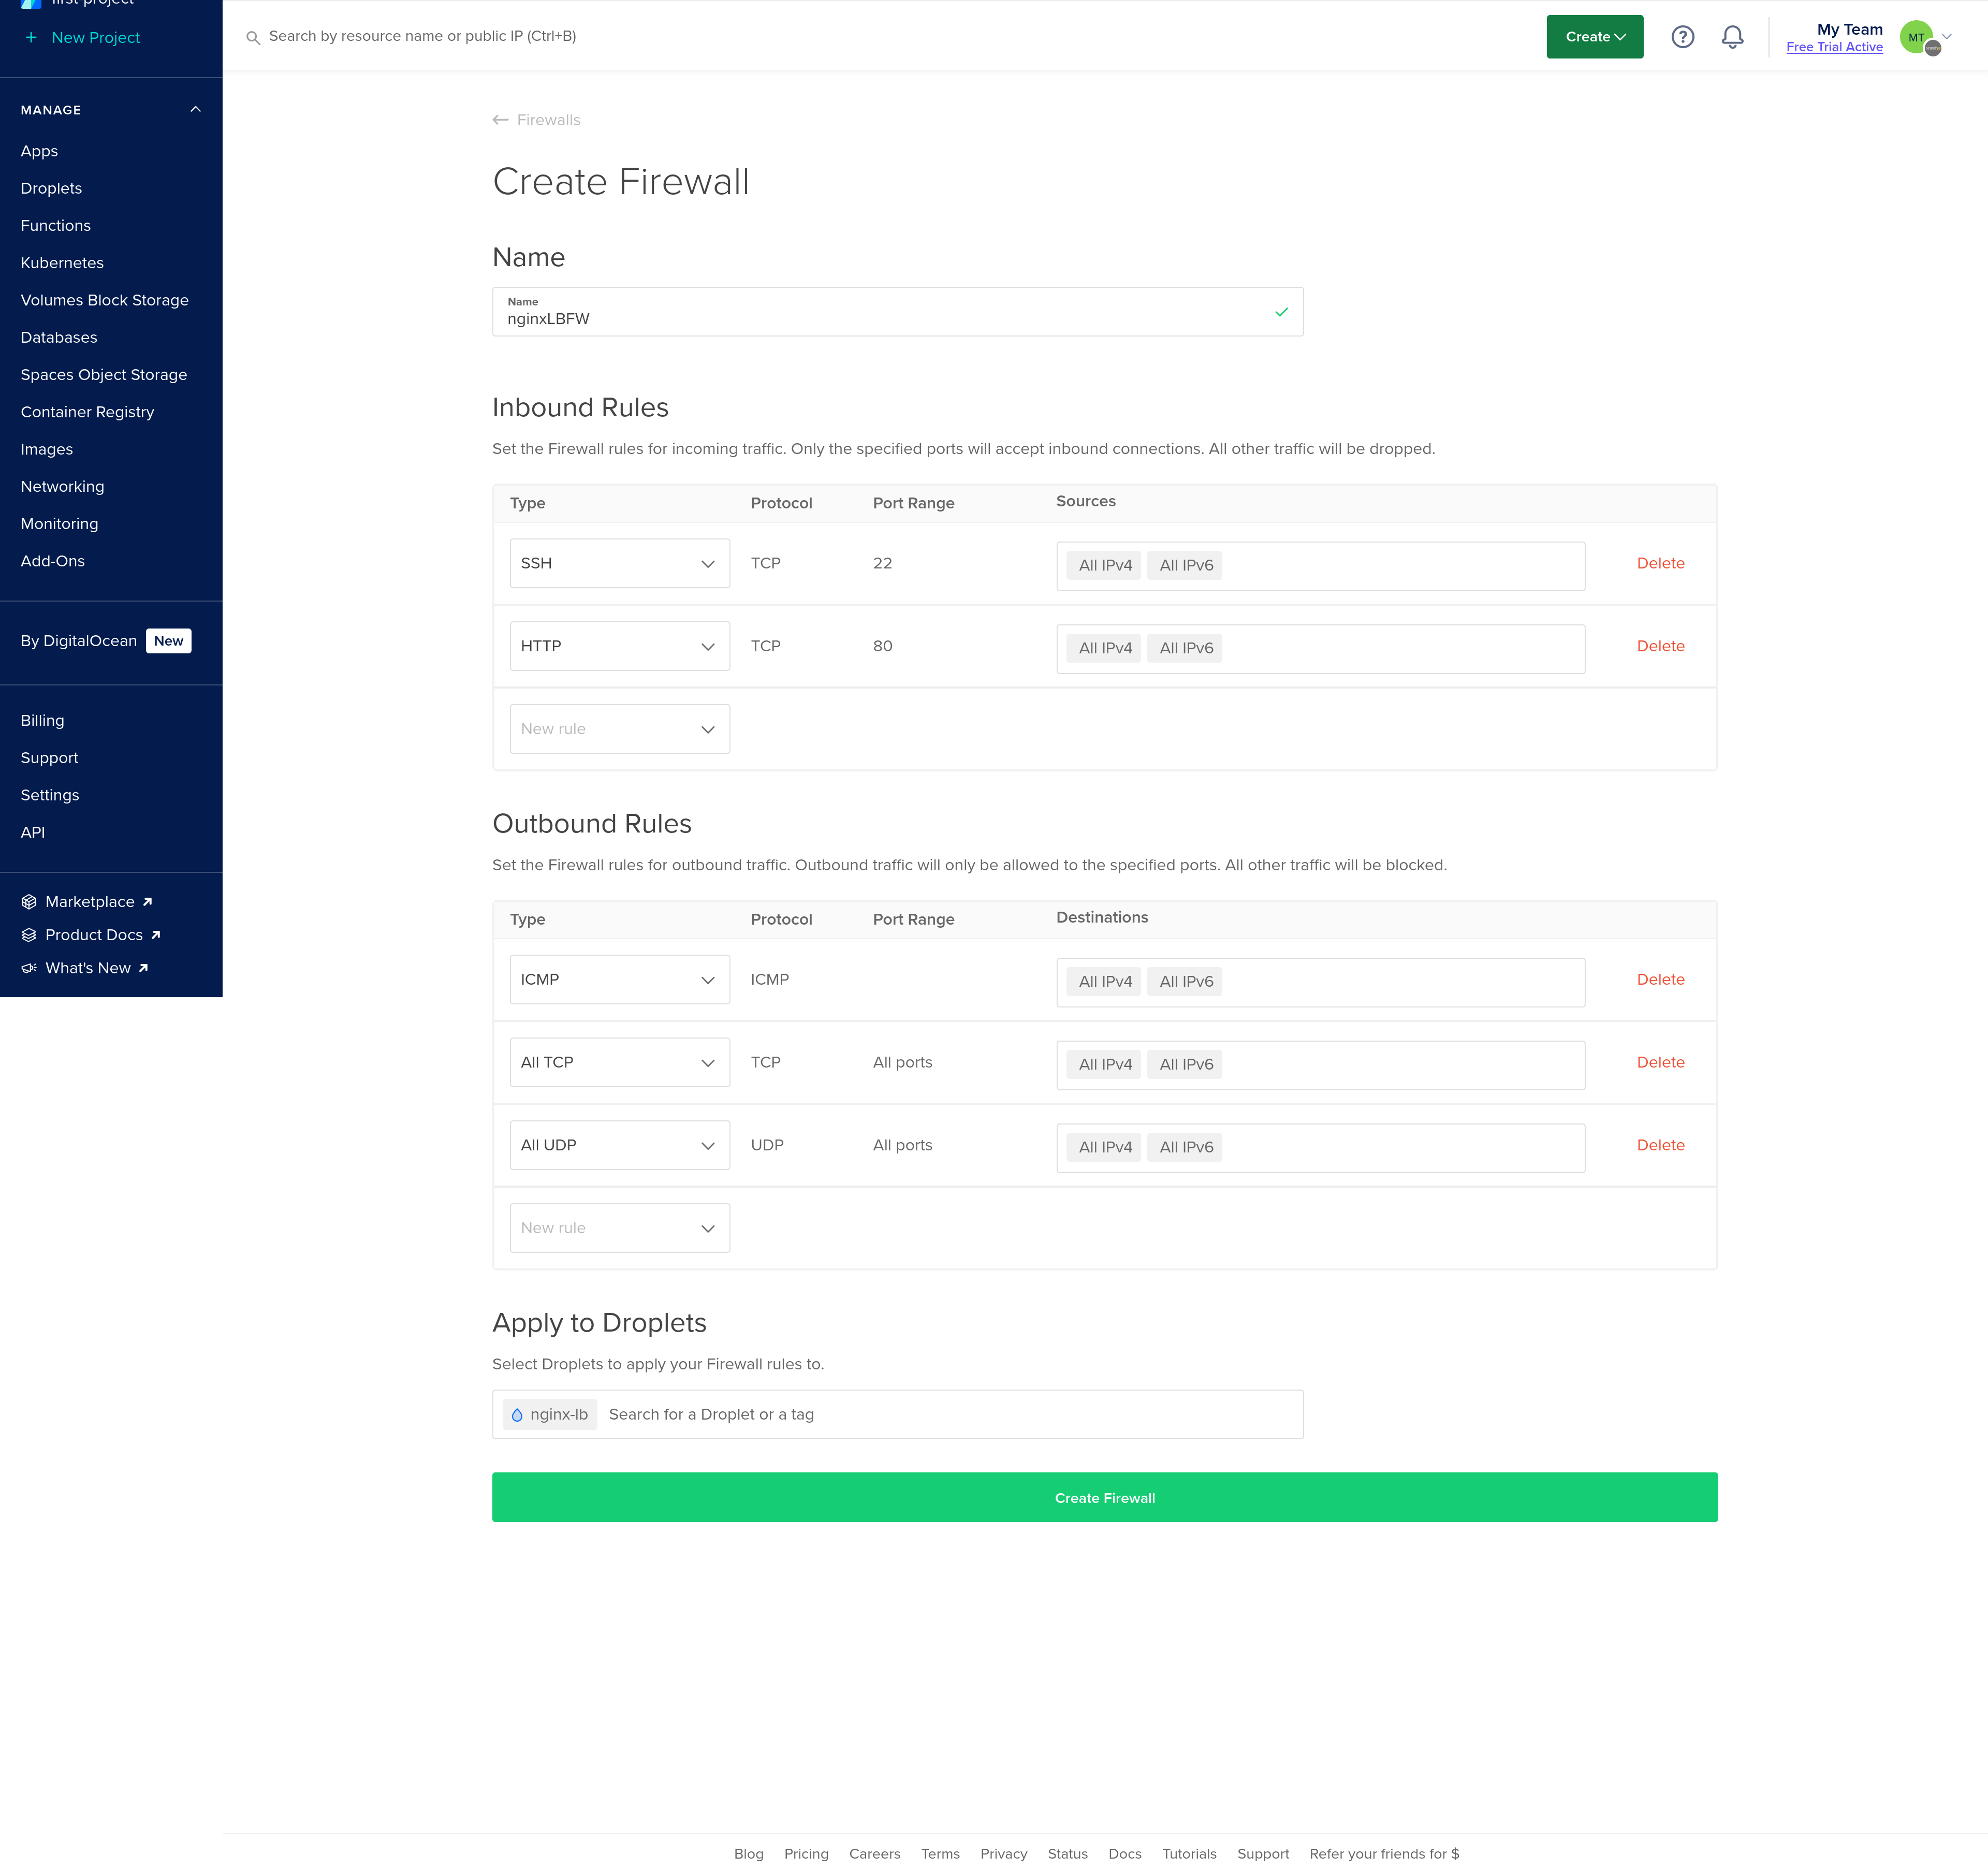 first project
New Project
Search by resource name or public IP (Ctrl+B)
Create
My Team
Free Trial Active
MT
MANAGE
Apps
Droplets
Functions
Kubernetes
Volumes Block Storage
Databases
Spaces Object Storage
Container Registry
Images
Networking
Monitoring
Add-Ons
By DigitalOcean New
Billing
Support
Settings
API
Marketplace
Product Docs
What's New
Firewalls
Create Firewall
Name
Name
nginxLBFW
Inbound Rules
Set the Firewall rules for incoming traffic. Only the specified ports will accept inbound connections. All other traffic will be dropped.
Type Protocol Port Range Sources
SSH TCP 22 All IPv4 All IPv6 Delete
HTTP TCP 80 All IPv4 All IPv6 Delete
New rule
Outbound Rules
Set the Firewall rules for outbound traffic. Outbound traffic will only be allowed to the specified ports. All other traffic will be blocked.
Type Protocol Port Range Destinations
ICMP ICMP All IPv4 All IPv6 Delete
All TCP TCP All ports All IPv4 All IPv6 Delete
All UDP UDP All ports All IPv4 All IPv6 Delete
New rule
Apply to Droplets
Select Droplets to apply your Firewall rules to.
nginx-lb Search for a Droplet or a tag
Create Firewall
Blog Pricing Careers Terms Privacy Status Docs Tutorials Support Refer your friends for $